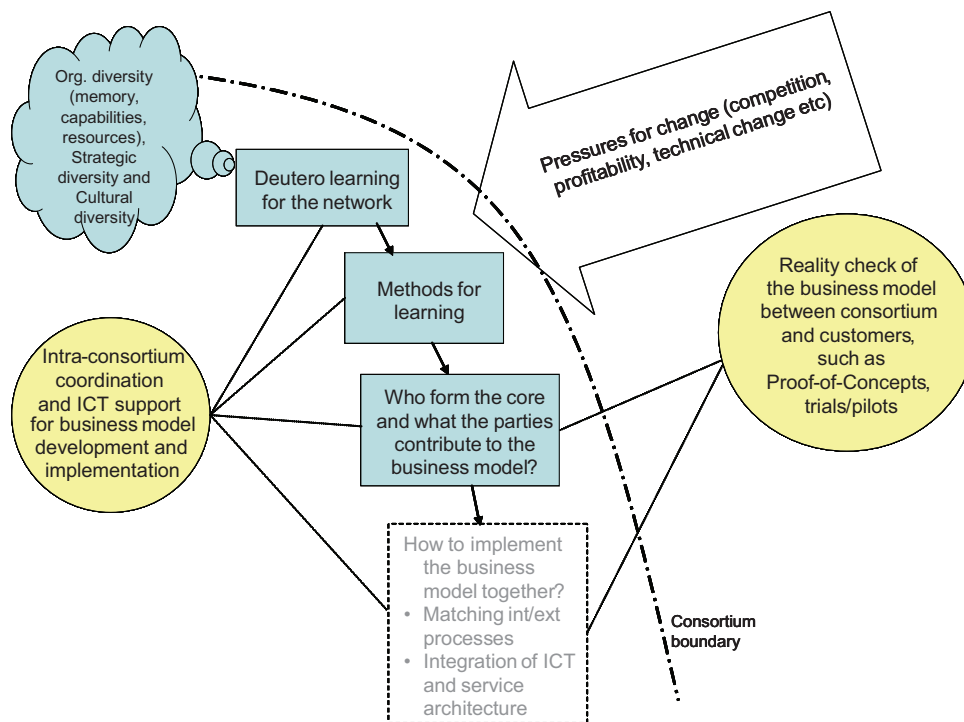 Org. diversity
(memory,
capabilities,
resources),
Strategic
diversity and
Cultural
diversity
Pressures for change (competition,
profitability, technical change etc)
Deutero learning
for the network
Methods for
learning
Reality check of
the business model
between consortium
and customers,
such as
Proof-of-Concepts,
trials/pilots
Intra-consortium
coordination
and ICT support
for business model
development and
implementation
Who form the core
and what the parties
contribute to the
business model?
How to implement
the business
model together?
• Matching int/ext
processes
• Integration of ICT
and service
architecture
Consortium
boundary